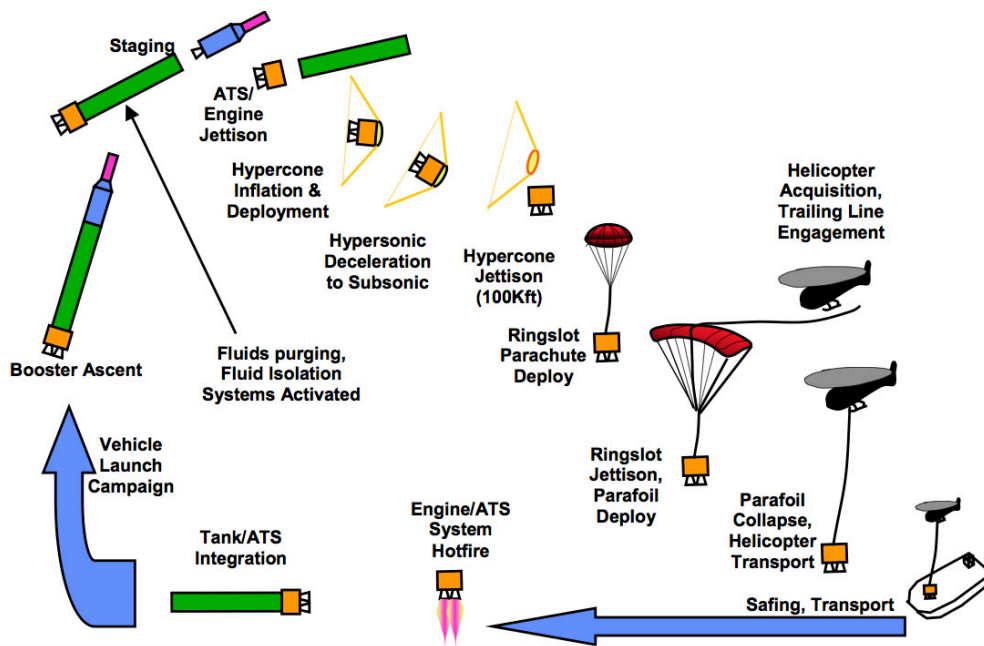 Staging
ATS/
Engine
Jettison
Hypercone
Inflation &
Deployment
Hypersonic
Deceleration
to Subsonic
Hypercone
Jettison
(100Kft)
Helicopter
Acquisition,
Trailing Line
Engagement
Ringslot
Parachute
Deploy
Booster Ascent
Fluids purging,
Fluid Isolation
Systems Activated
Vehicle
Launch
Campaign
Ringslot
Jettison,
Parafoil
Deploy
Parafoil
Collapse,
Helicopter
Transport
Tank/ATS
Integration
Engine/ATS
System
Hotfire
Safing, Transport